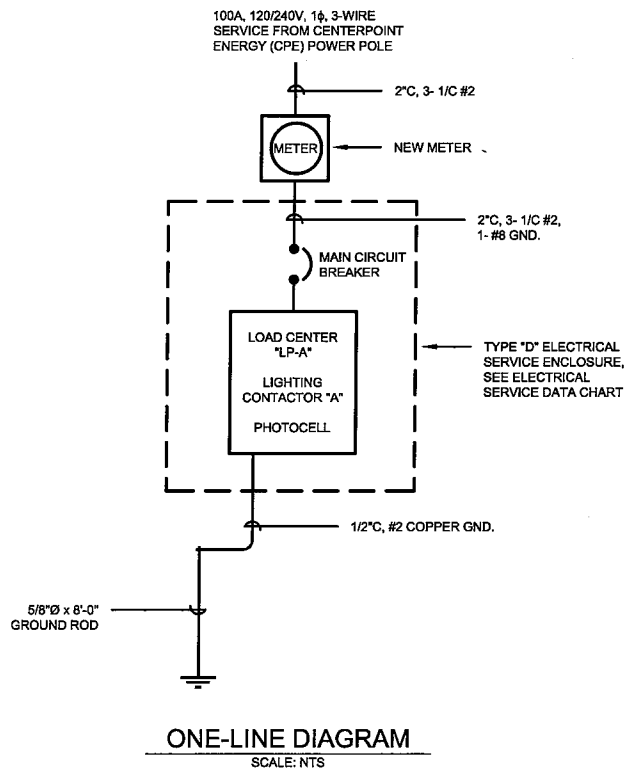 100A, 120/240V, 1ϕ, 3-WIRE
SERVICE FROM CENTERPOINT
ENERGY (CPE) POWER POLE
2"C, 3- 1/C #2
METER
NEW METER
2"C, 3- 1/C #2,
1- #8 GND.
MAIN CIRCUIT
BREAKER
LOAD CENTER
"LP-A"
LIGHTING
CONTACTOR "A"
PHOTOCELL
TYPE "D" ELECTRICAL
SERVICE ENCLOSURE,
SEE ELECTRICAL
SERVICE DATA CHART
1/2"C, #2 COPPER GND.
5/8"Ø x 8'-0"
GROUND ROD
ONE-LINE DIAGRAM
SCALE: NTS